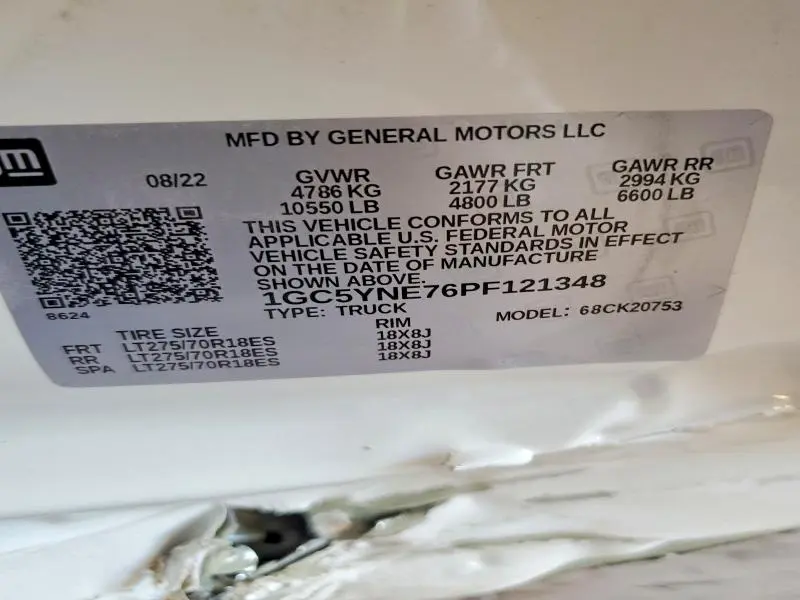 gm
MFD BY GENERAL MOTORS LLC
08/22
GVWR
4786 KG
10550 LB
GAWR FRT
2177 KG
4800 LB
GAWR RR
2994 KG
6600 LB
THIS VEHICLE CONFORMS TO ALL
APPLICABLE U.S. FEDERAL MOTOR
VEHICLE SAFETY STANDARDS IN EFFECT
ON THE DATE OF MANUFACTURE
SHOWN ABOVE.
1GC5YNE76PF121348
TYPE: TRUCK
MODEL: 68CK20753
8624
TIRE SIZE
RIM
FRT LT275/70R18ES 18X8J
RR LT275/70R18ES 18X8J
SPA LT275/70R18ES 18X8J